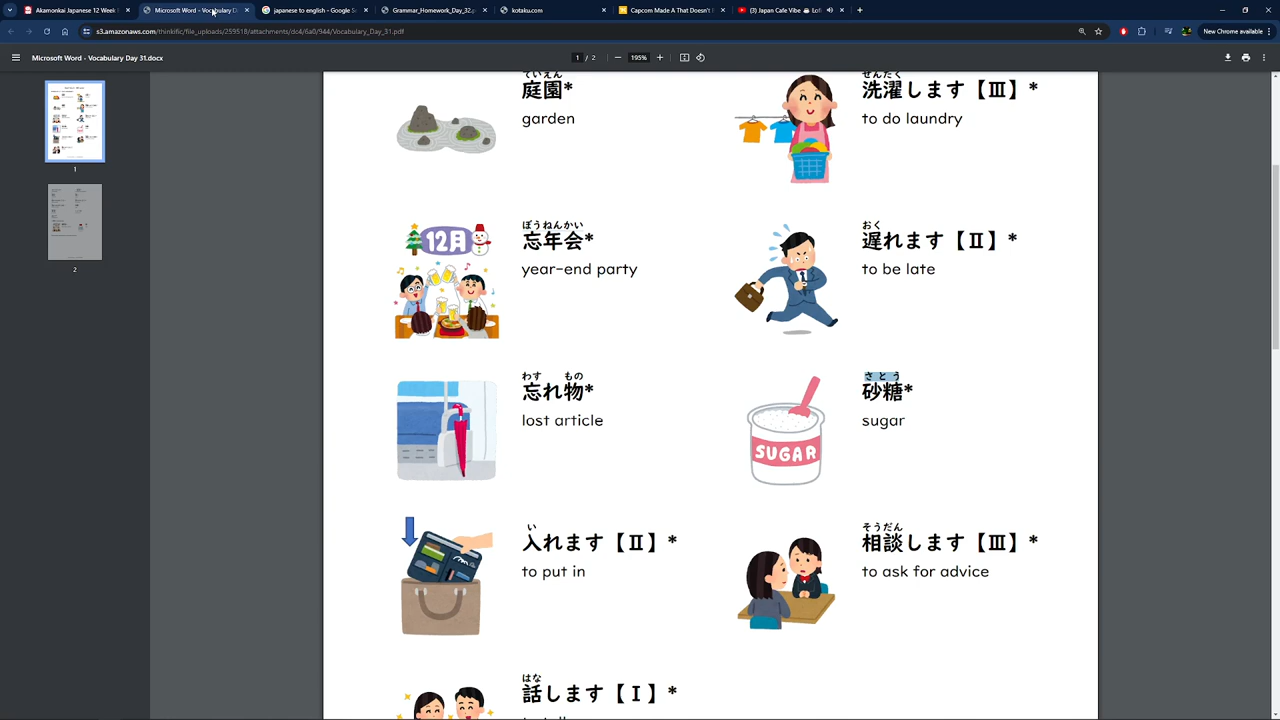 Akamonkai Japanese 12 Week
Microsoft Word - Vocabulary D
japanese to english - Google S
Grammar_Homework_Day_32.p
kotaku.com
Capcom Made A That Doesn't
(3) Japan Cafe Vibe Lofi
s3.amazonaws.com/thinkific/file_uploads/259518/attachments/dc4/6a0/944/Vocabulary_Day_31.pdf
New Chrome available
Microsoft Word - Vocabulary Day 31.docx
1 / 2
195%
1
2
ていえん
庭園*
garden
せんたく
洗濯します【Ⅲ】*
to do laundry
12月
ぼうねんかい
忘年会*
year-end party
おく
遅れます【Ⅱ】*
to be late
わす もの
忘れ物*
lost article
さとう
砂糖*
sugar
SUGAR
い
入れます【Ⅱ】*
to put in
そうだん
相談します【Ⅲ】*
to ask for advice
はな
話します【Ⅰ】*